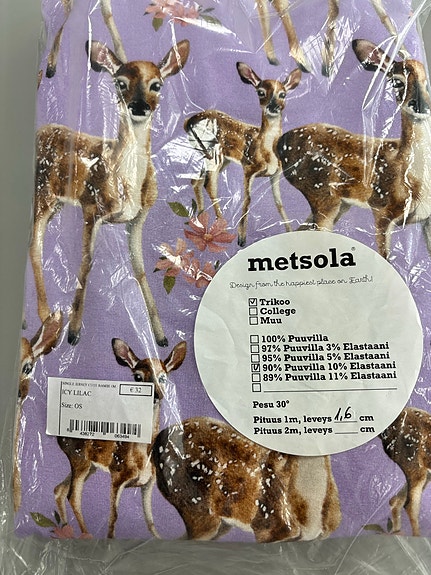 metsola®
Design from the happiest place on Earth!
Trikoo
College
Muu
100% Puuvilla
97% Puuvilla 3% Elastaani
95% Puuvilla 5% Elastaani
90% Puuvilla 10% Elastaani
89% Puuvilla 11% Elastaani
Pesu 30°
Pituus 1m, leveys 1,6 cm
Pituus 2m, leveys ____ cm
€ 32
ICY LILAC
Size: OS